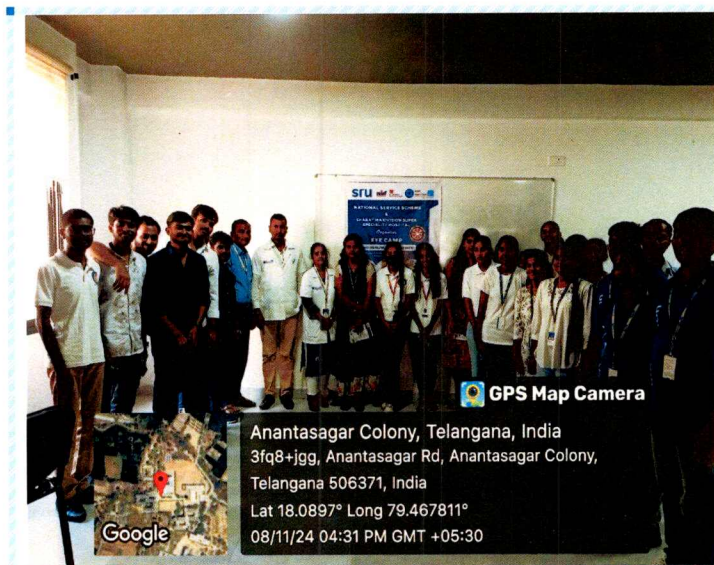 sru
NATIONAL SERVICE SCHEME
&
SPECIALITY HOSPITAL
EYE CAMP
GPS Map Camera
Anantasagar Colony, Telangana, India
3fq8+jgg, Anantasagar Rd, Anantasagar Colony,
Telangana 506371, India
Lat 18.0897° Long 79.467811°
08/11/24 04:31 PM GMT +05:30
Google